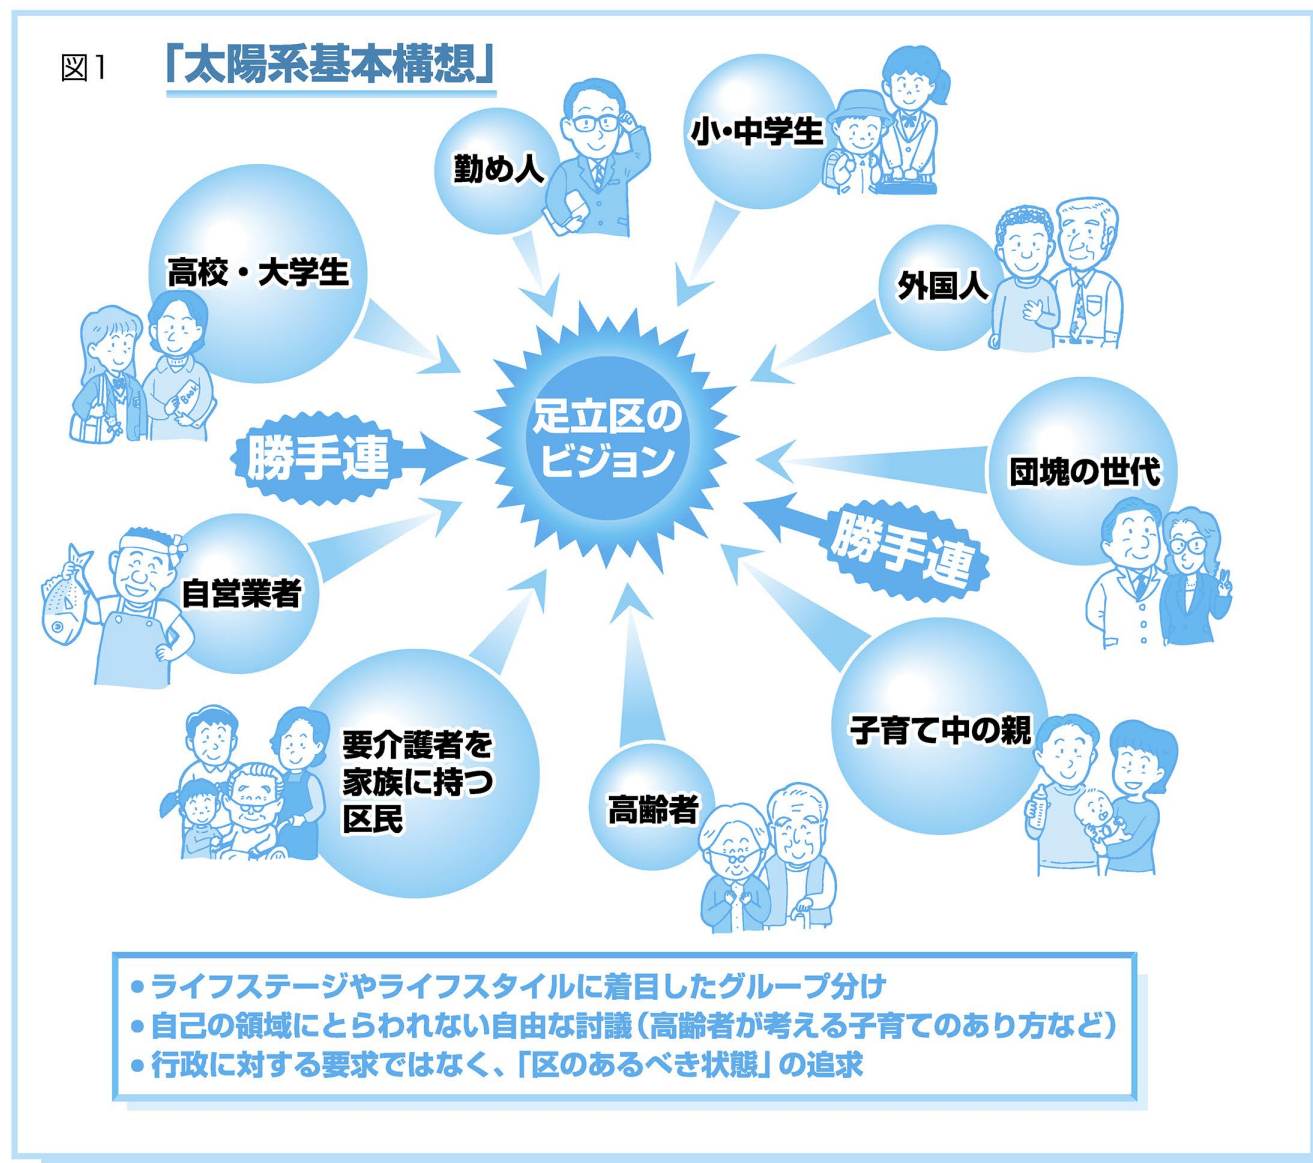 図1
「太陽系基本構想」
勤め人
小・中学生
高校・大学生
外国人
足立区の
ビジョン
勝手連
団塊の世代
勝手連
自営業者
要介護者を
家族に持つ
区民
高齢者
子育て中の親
Book
•ライフステージやライフスタイルに着目したグループ分け
•自己の領域にとらわれない自由な討議(高齢者が考える子育てのあり方など)
•行政に対する要求ではなく、「区のあるべき状態」の追求